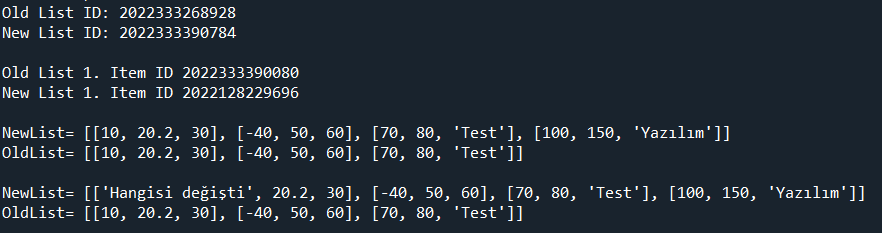 Old List ID: 2022333268928
New List ID: 2022333390784
Old List 1. Item ID 2022333390080
New List 1. Item ID 2022128229696
NewList= [[10, 20.2, 30], [-40, 50, 60], [70, 80, 'Test'], [100, 150, 'Yazılım']]
OldList= [[10, 20.2, 30], [-40, 50, 60], [70, 80, 'Test']]
NewList= [['Hangisi değişti', 20.2, 30], [-40, 50, 60], [70, 80, 'Test'], [100, 150, 'Yazılım']]
OldList= [[10, 20.2, 30], [-40, 50, 60], [70, 80, 'Test']]